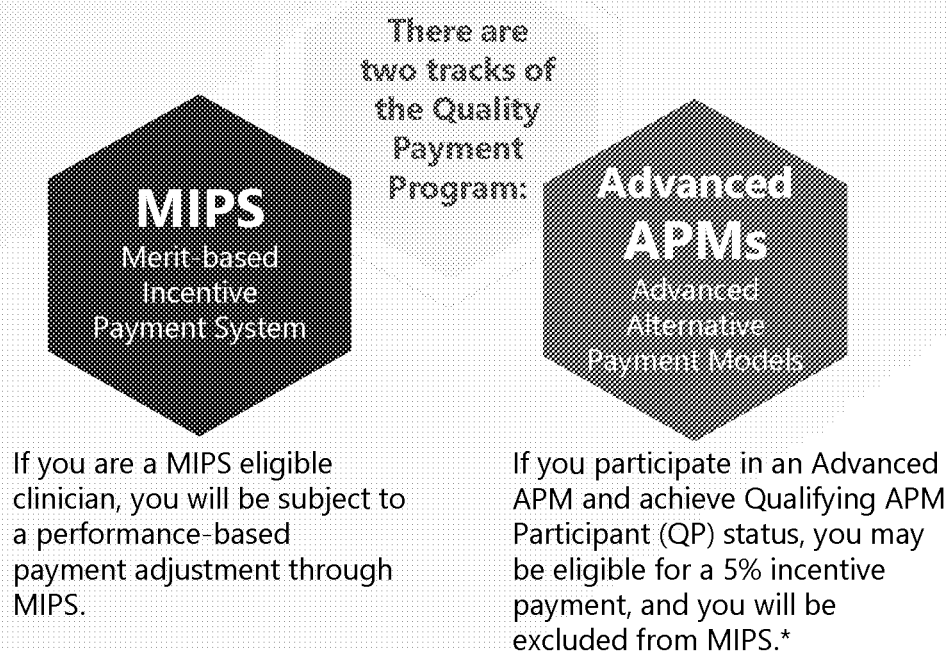 There are
two tracks of
the Quality
Payment
Program:
MIPS
Merit-based
Incentive
Payment System
Advanced
APMs
Advanced
Alternative
Payment Models
If you are a MIPS eligible
clinician, you will be subject to
a performance-based
payment adjustment through
MIPS.
If you participate in an Advanced
APM and achieve Qualifying APM
Participant (QP) status, you may
be eligible for a 5% incentive
payment, and you will be
excluded from MIPS.*